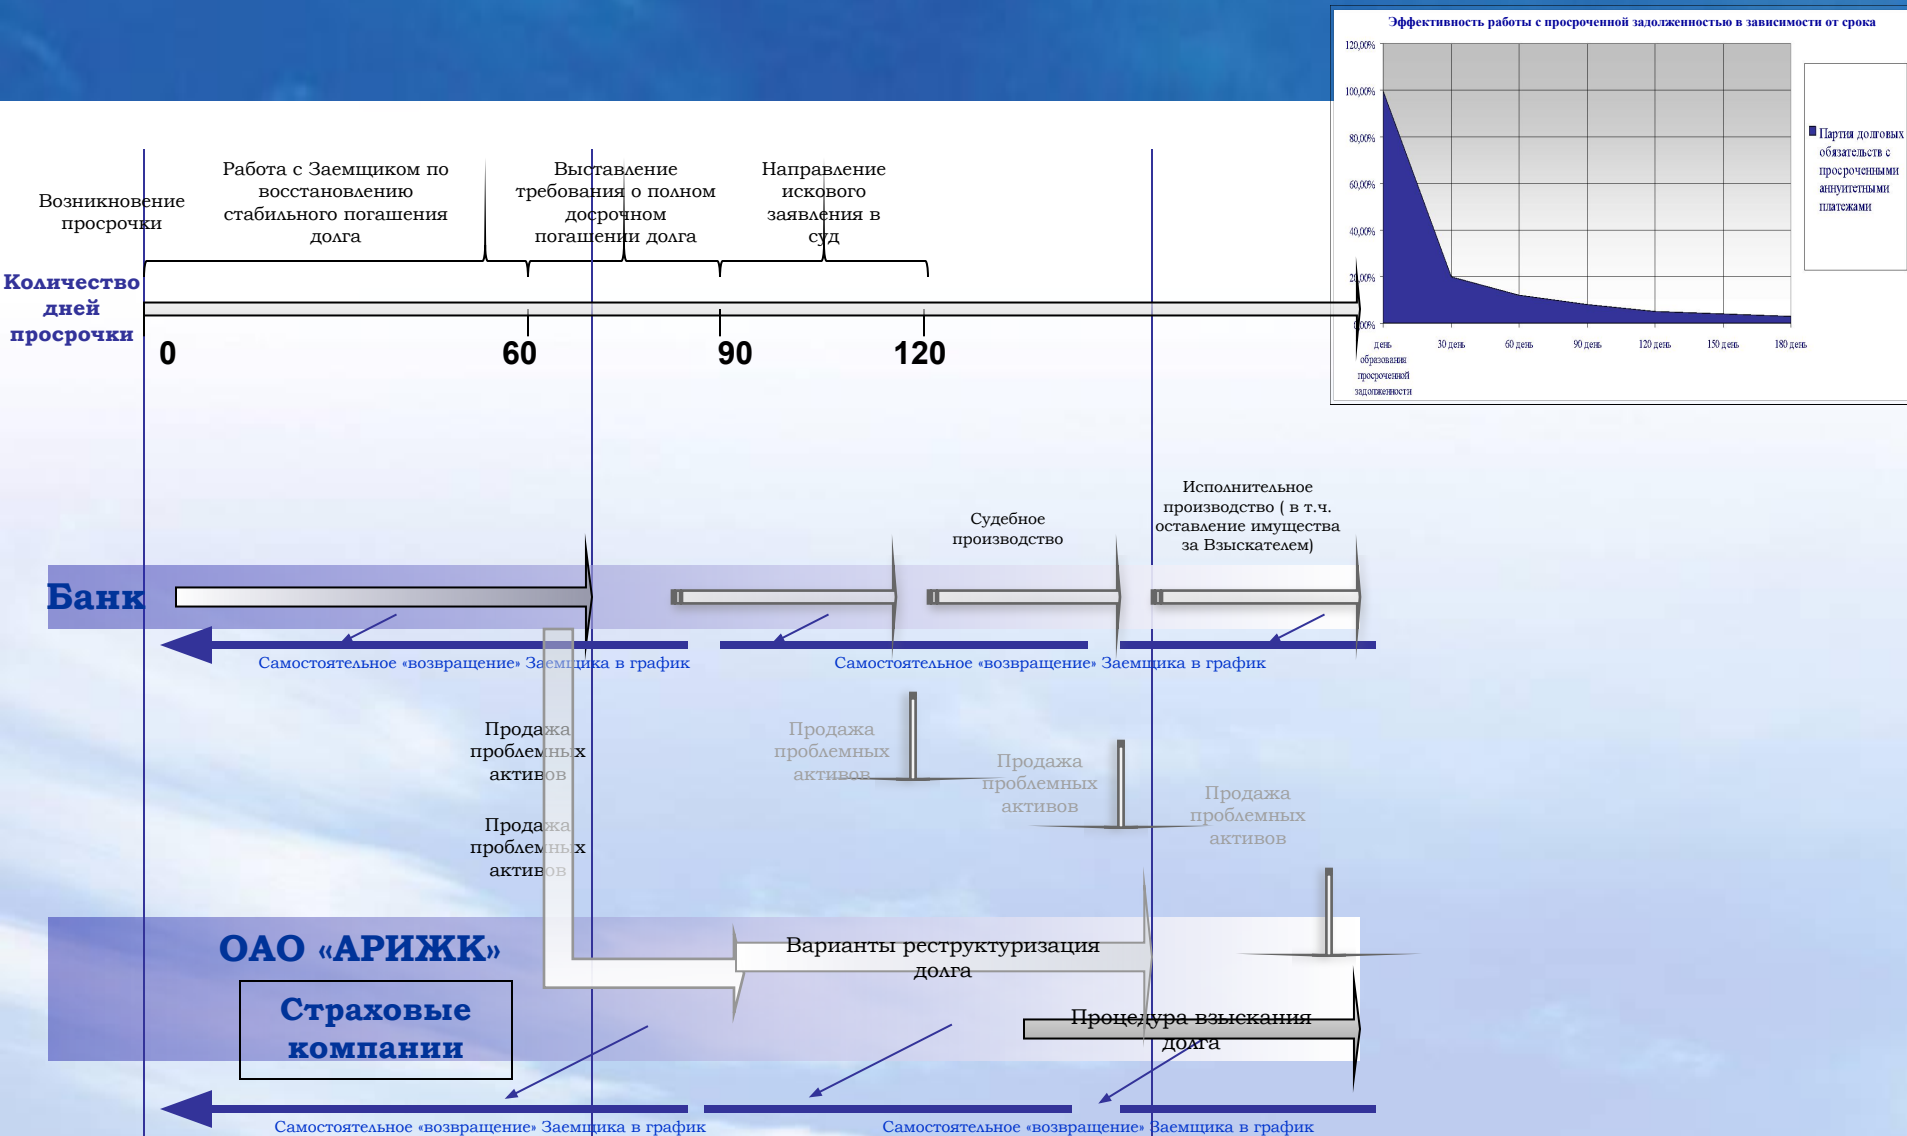 Эффективность работы с просроченной задолженностью в зависимости от срока
120,00%
100,00%
80,00%
60,00%
40,00%
20,00%
0,00%
день
образования
просроченной
задолженности
30 день
60 день
90 день
120 день
150 день
180 день
Партия долговых
обязательств с
просроченными
аннуитетными
платежами
Возникновение
просрочки
Работа с Заемщиком по
восстановлению
стабильного погашения
долга
Выставление
требования о полном
досрочном
погашении долга
Направление
искового
заявления в
суд
Количество
дней
просрочки
0
60
90
120
Судебное
производство
Исполнительное
производство ( в т.ч.
оставление имущества
за Взыскателем)
Банк
Самостоятельное «возвращение» Заемщика в график
Самостоятельное «возвращение» Заемщика в график
Продажа
проблемных
активов
Продажа
проблемных
активов
Продажа
проблемных
активов
Продажа
проблемных
активов
Продажа
проблемных
активов
ОАО «АРИЖК»
Страховые
компании
Варианты реструктуризация
долга
Процедура взыскания
долга
Самостоятельное «возвращение» Заемщика в график
Самостоятельное «возвращение» Заемщика в график